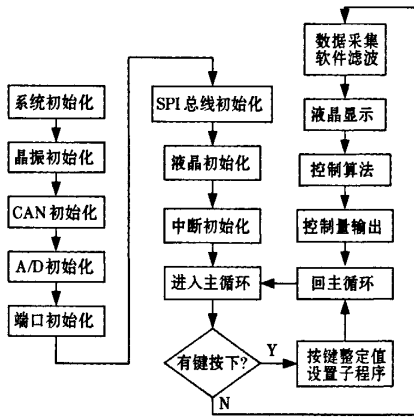 系统初始化
晶振初始化
CAN初始化
A/D初始化
端口初始化
SPI总线初始化
液晶初始化
中断初始化
进入主循环
有键按下?
Y
N
数据采集
软件滤波
液晶显示
控制算法
控制量输出
回主循环
按键整定值
设置子程序